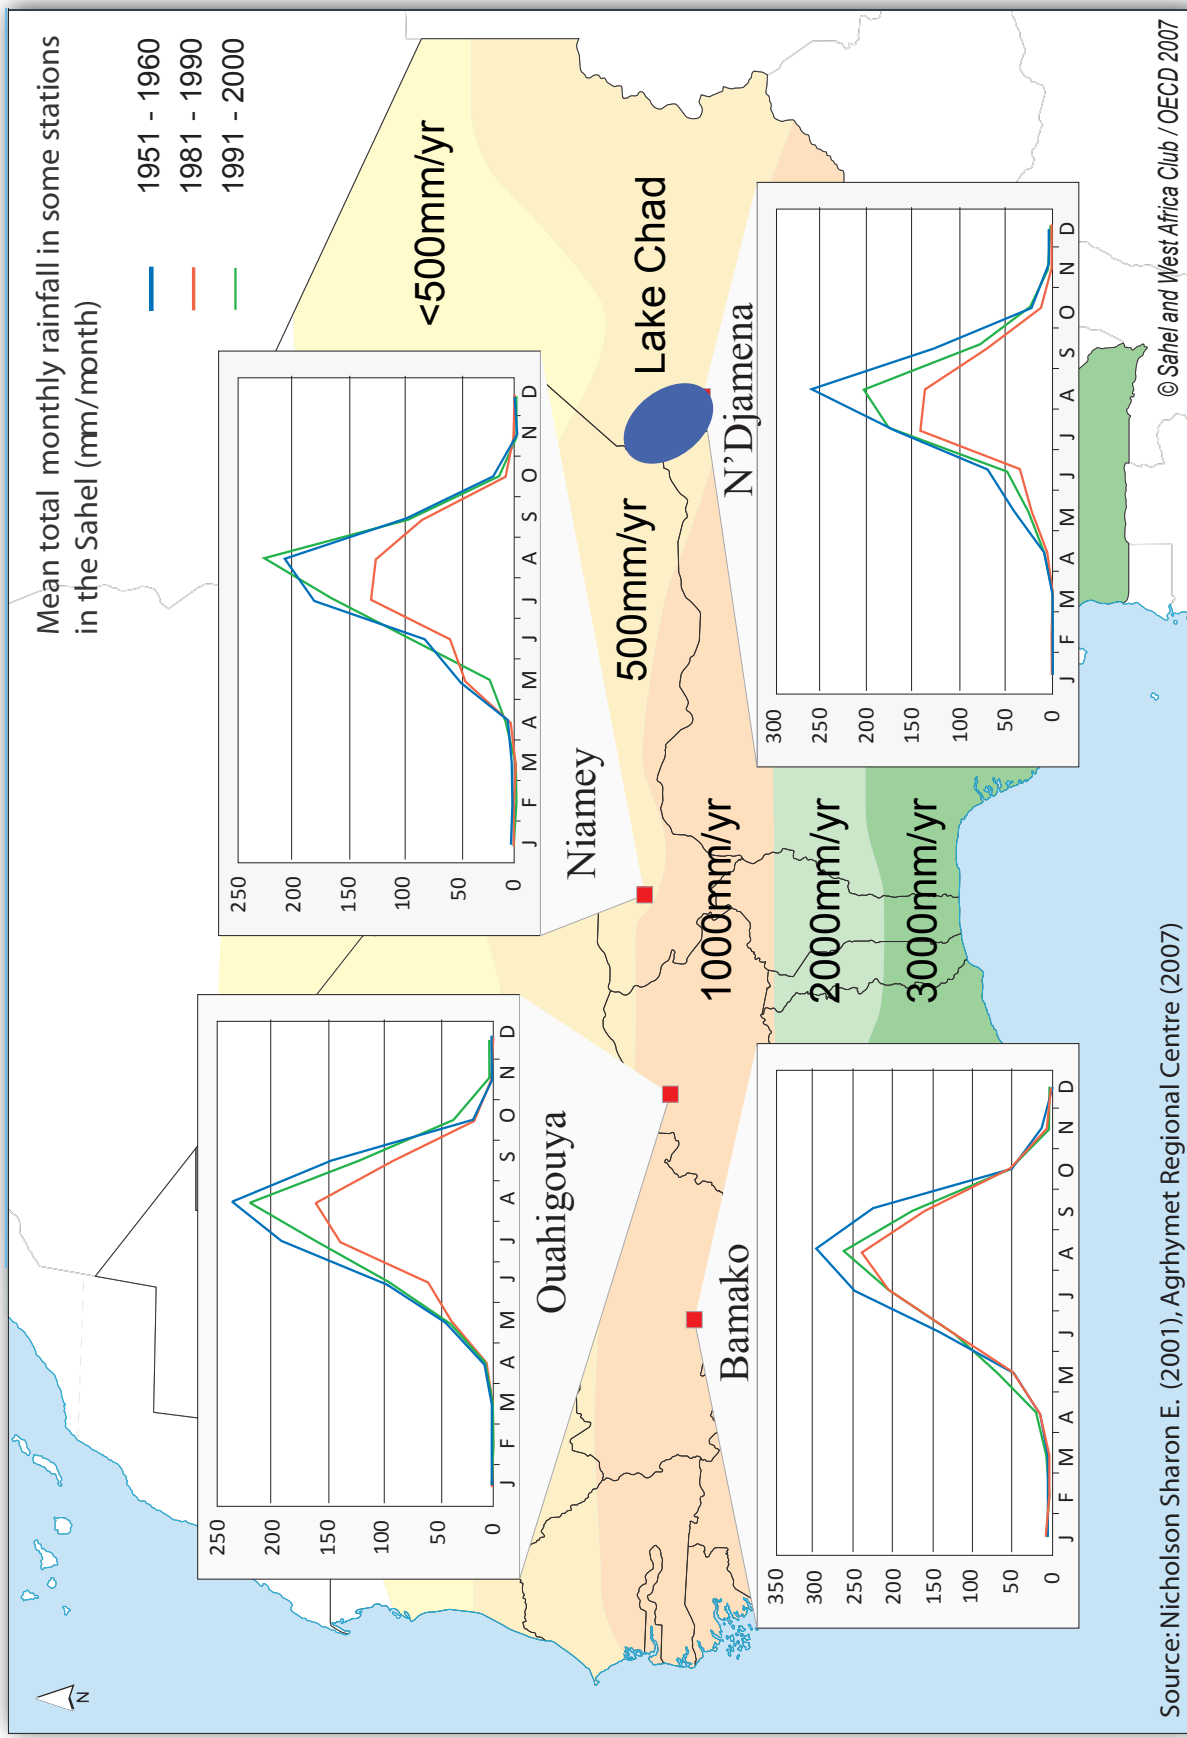 Mean total monthly rainfall in some stations
in the Sahel (mm/month)
1951 - 1960
1981 - 1990
1991 - 2000
N
250
200
150
100
50
0
J F M A M J J A S O N D
Ouahigouya
250
200
150
100
50
0
J F M A M J J A S O N D
Niamey
<500mm/yr
500mm/yr
Lake Chad
1000mm/yr
2000mm/yr
3000mm/yr
Bamako
350
300
250
200
150
100
50
0
J F M A M J J A S O N D
N'Djamena
300
250
200
150
100
50
0
J F M A M J J A S O N D
Source: Nicholson Sharon E. (2001), Agrhymet Regional Centre (2007)
© Sahel and West Africa Club / OECD 2007